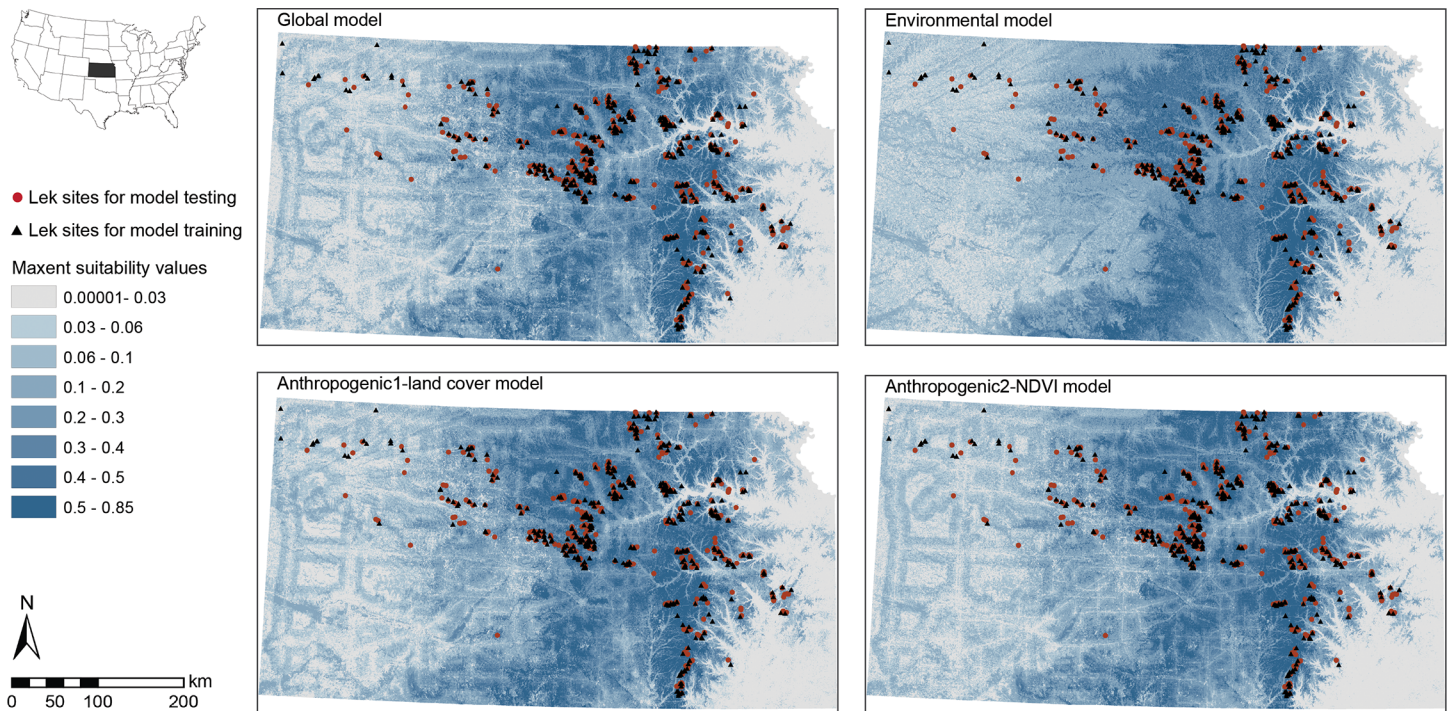 Global model
Environmental model
Lek sites for model testing
Lek sites for model training
Maxent suitability values
0.00001- 0.03
0.03 - 0.06
0.06 - 0.1
0.1 - 0.2
0.2 - 0.3
0.3 - 0.4
0.4 - 0.5
0.5 - 0.85
Anthropogenic1-land cover model
Anthropogenic2-NDVI model
N
km
0 50 100 200